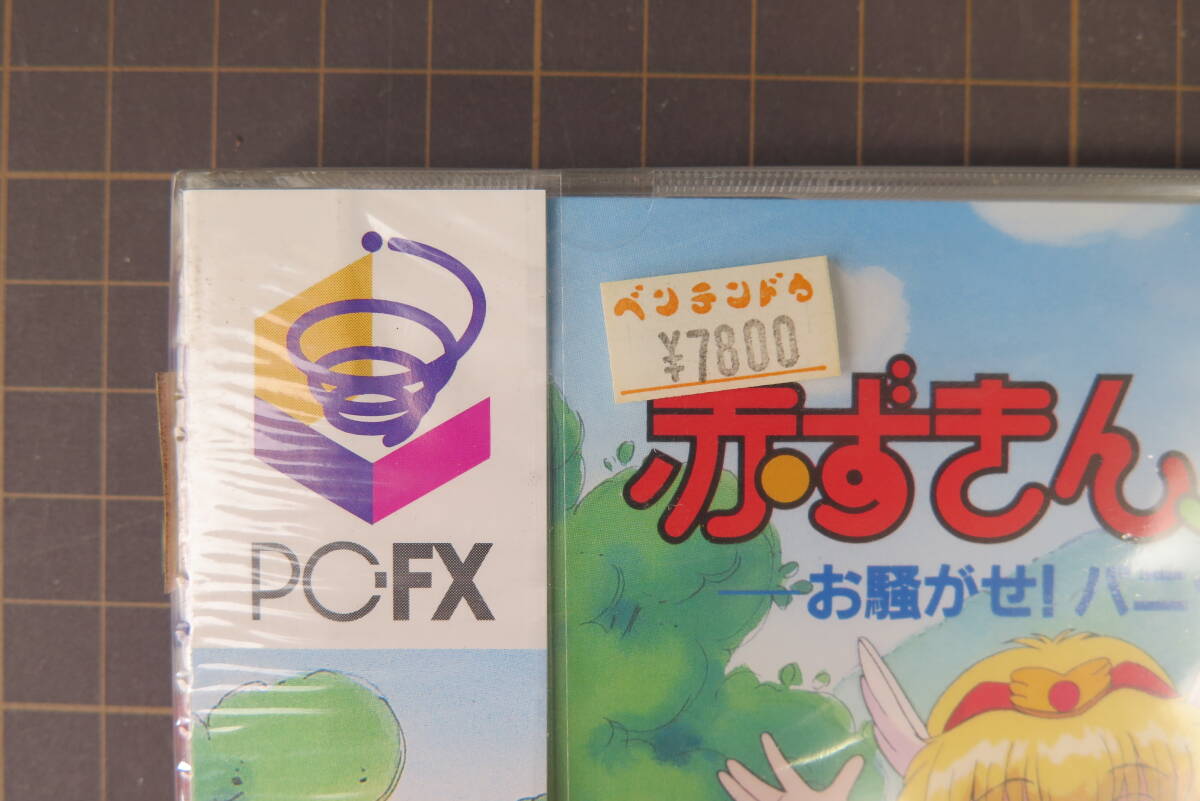 ベンテンドウ
¥7800
赤ずきん
お騒がせ!バニ
PC-FX